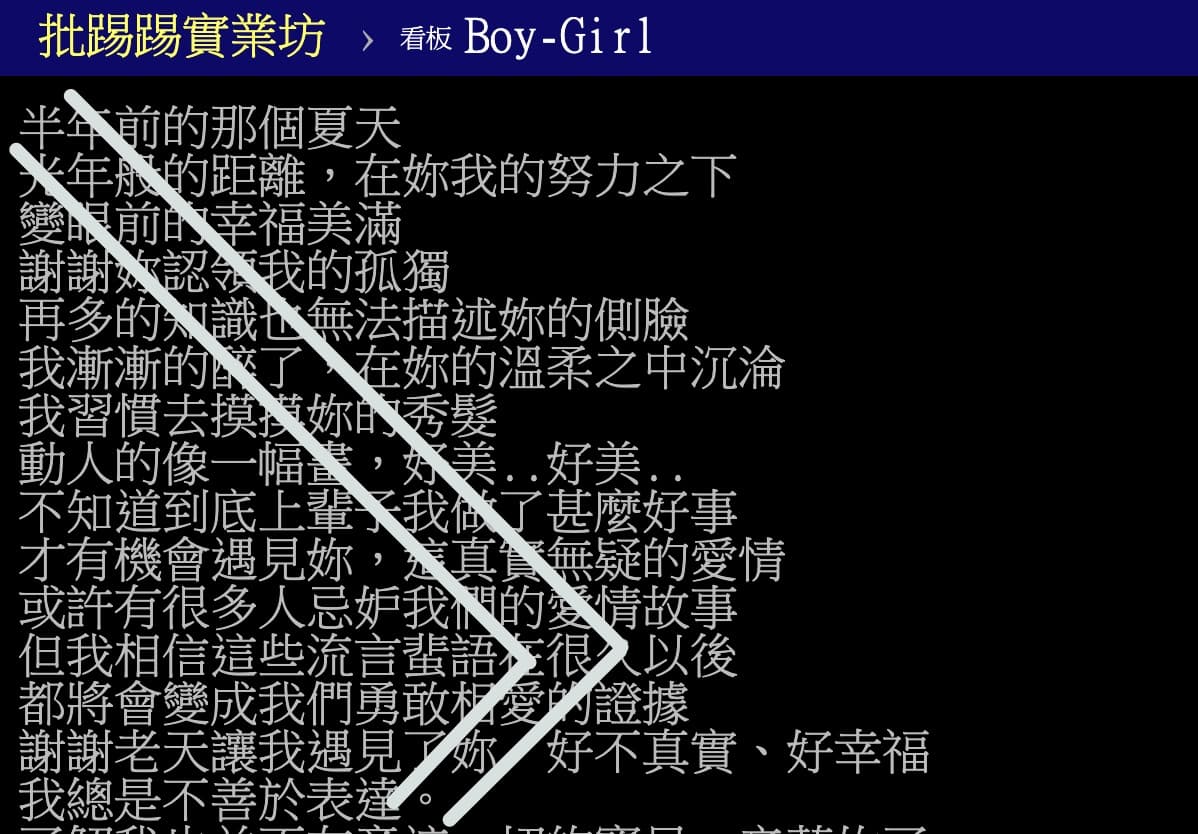 批踢踢實業坊 › 看板 Boy-Girl
半年前的那個夏天
光年般的距離，在妳我的努力之下
變眼前的幸福美滿
謝謝妳認領我的孤獨
再多的知識也無法描述妳的側臉
我漸漸的醉了，在妳的溫柔之中沉淪
我習慣去摸摸妳的秀髮
動人的像一幅畫，好美..好美..
不知道到底上輩子我做了甚麼好事
才有機會遇見妳，這真實無疑的愛情
或許有很多人忌妒我們的愛情故事
但我相信這些流言蜚語在很久以後
都將會變成我們勇敢相愛的證據
謝謝老天讓我遇見了妳 好不真實、好幸福
我總是不善於表達。